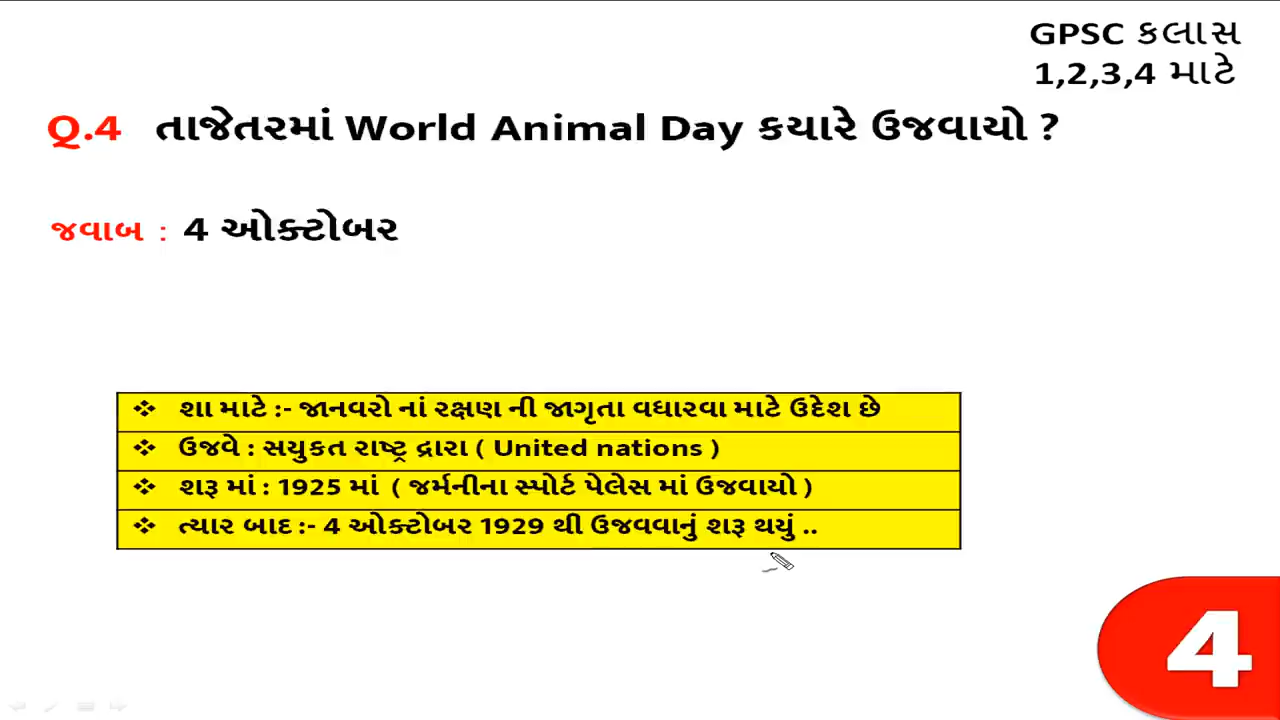 GPSC કલાસ
1,2,3,4 માટે
Q.4 તાજેતરમાં World Animal Day કયારે ઉજવાયો ?
જવાબ : 4 ઓક્ટોબર
❖ શા માટે :- જાનવરો નાં રક્ષણ ની જાગૃતા વધારવા માટે ઉદેશ છે
❖ ઉજવે : સયુકત રાષ્ટ્ર દ્રારા ( United nations )
❖ શરૂ માં : 1925 માં ( જર્મનીના સ્પોર્ટ પેલેસ માં ઉજવાયો )
❖ ત્યાર બાદ :- 4 ઓક્ટોબર 1929 થી ઉજવવાનું શરૂ થયું ..
4